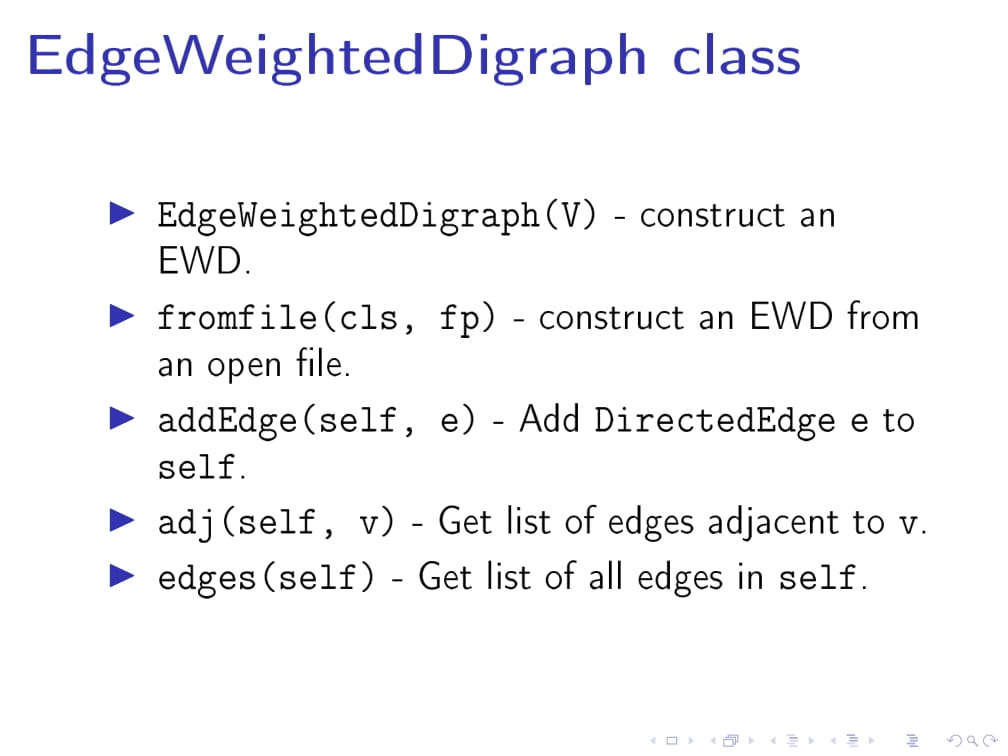 EdgeWeightedDigraph class
▶ EdgeWeightedDigraph(V) - construct an
EWD.
▶ fromfile(cls, fp) - construct an EWD from
an open file.
▶ addEdge(self, e) - Add DirectedEdge e to
self.
▶ adj(self, v) - Get list of edges adjacent to v.
▶ edges(self) - Get list of all edges in self.